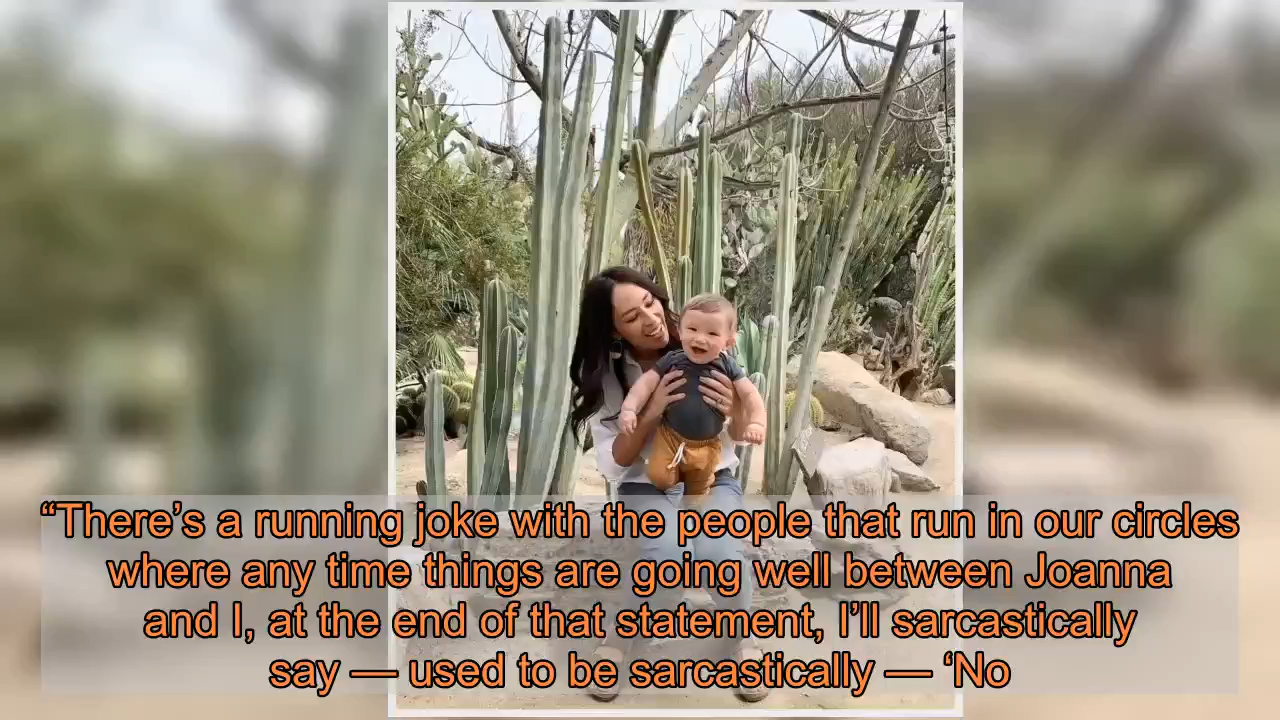 “There’s a running joke with the people that run in our circles
where any time things are going well between Joanna
and I, at the end of that statement, I’ll sarcastically
say — used to be sarcastically — ‘No